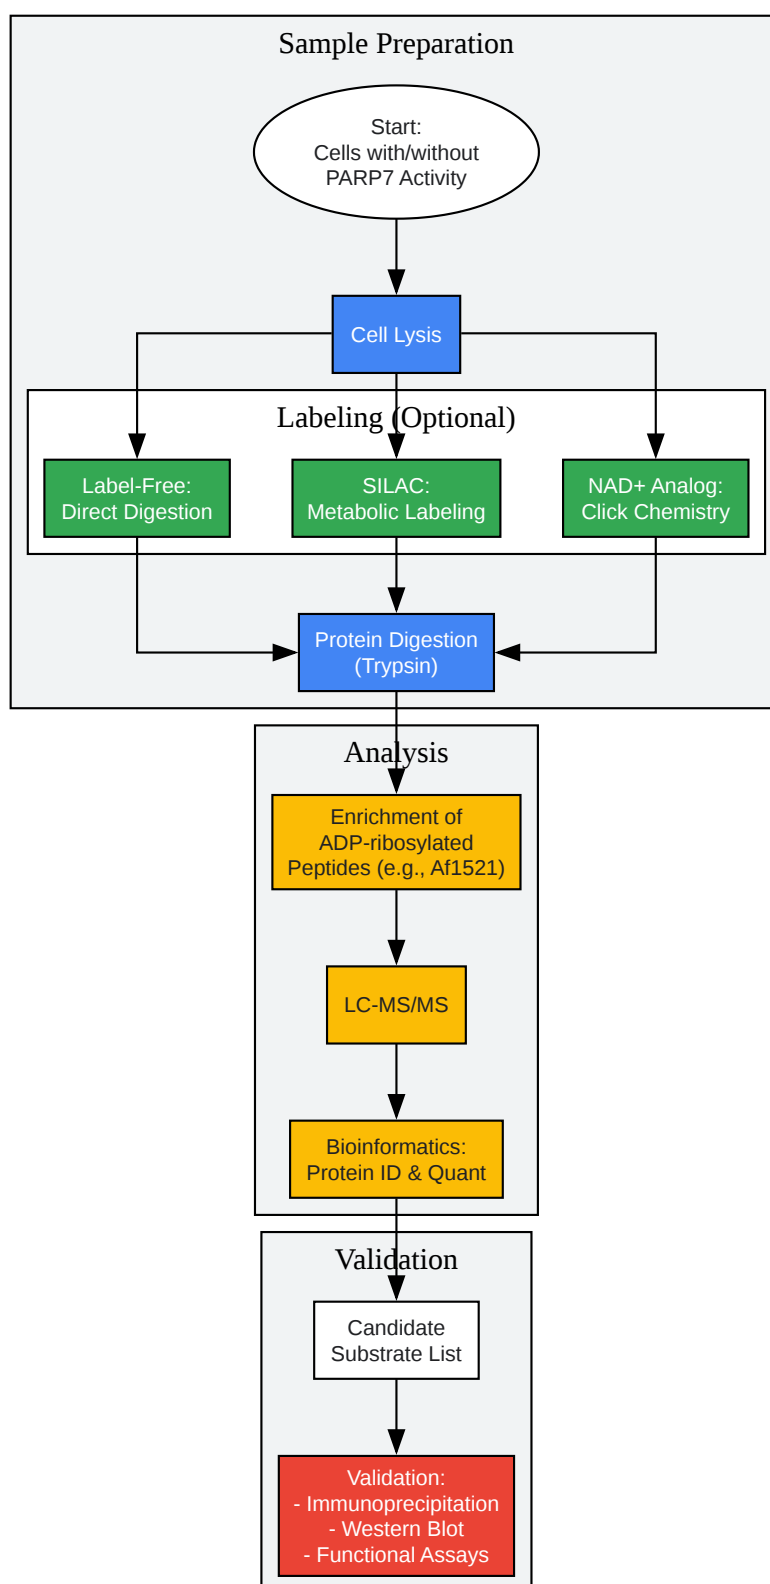 Sample Preparation
Start:
Cells with/without
PARP7 Activity
Cell Lysis
Labeling (Optional)
Label-Free:
Direct Digestion
SILAC:
Metabolic Labeling
NAD+ Analog:
Click Chemistry
Protein Digestion
(Trypsin)
Analysis
Enrichment of
ADP-ribosylated
Peptides (e.g., Af1521)
LC-MS/MS
Bioinformatics:
Protein ID & Quant
Validation
Candidate
Substrate List
Validation:
- Immunoprecipitation
- Western Blot
- Functional Assays